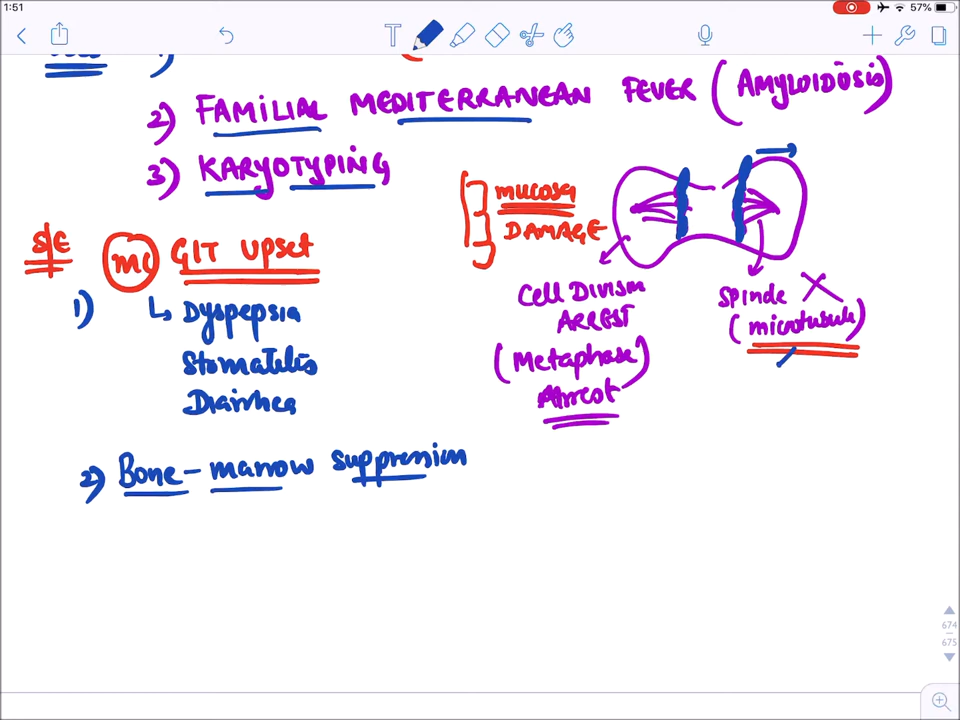 1:51
57%
T
1)
2) FAMILIAL MEDITERRANEAN FEVER (AMYLOIDOSIS)
3) KARYOTYPING
mucosa
DAMAGE
S/E
mc GIT upset
1) ↳ Dyspepsia
Stomatitis
Diarrhea
Cell Division
ARREST
(Metaphase)
Arrest
Spindle X
(microtubule)
2) Bone-marrow suppression
674
675